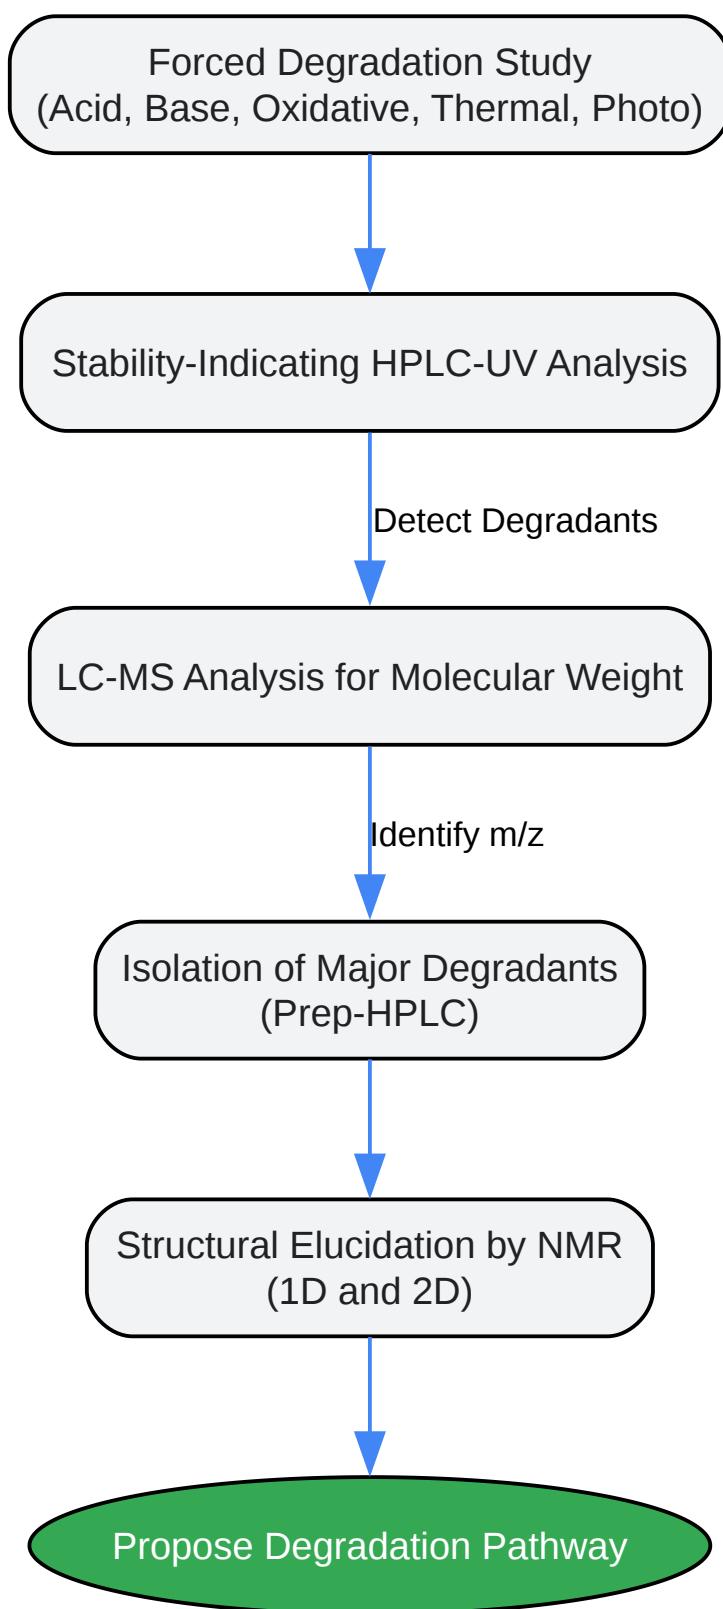 Forced Degradation Study
(Acid, Base, Oxidative, Thermal, Photo)
Stability-Indicating HPLC-UV Analysis
Detect Degradants
LC-MS Analysis for Molecular Weight
Identify m/z
Isolation of Major Degradants
(Prep-HPLC)
Structural Elucidation by NMR
(1D and 2D)
Propose Degradation Pathway